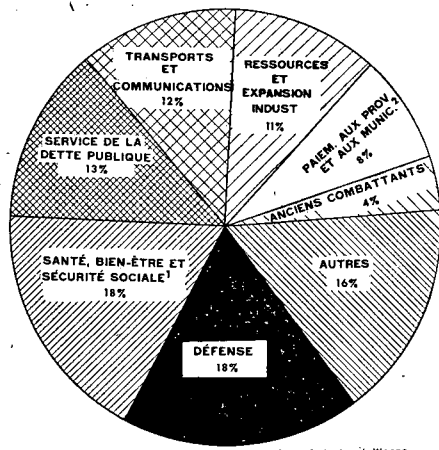 TRANSPORTS
ET
COMMUNICATIONS
12%
RESSOURCES
ET
EXPANSION
INDUST
11%
PAIEM. AUX PROV.
ET AUX MUNIC.2
8%
ANCIENS COMBATTANTS
4%
SERVICE DE LA
DETTE PUBLIQUE
13%
SANTÉ, BIEN-ÊTRE ET
SÉCURITÉ SOCIALE1
18%
AUTRES
16%
DÉFENSE
18%